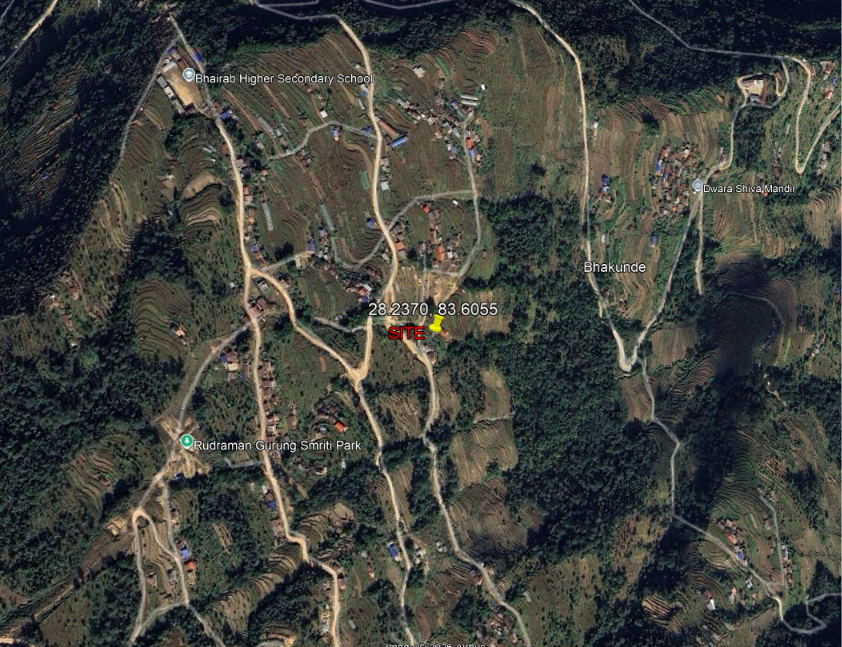 Bhairab Higher Secondary School
Dwara Shiva Mandir
Bhakunde
28.2370, 83.6055
SITE
Rudraman Gurung Smriti Park